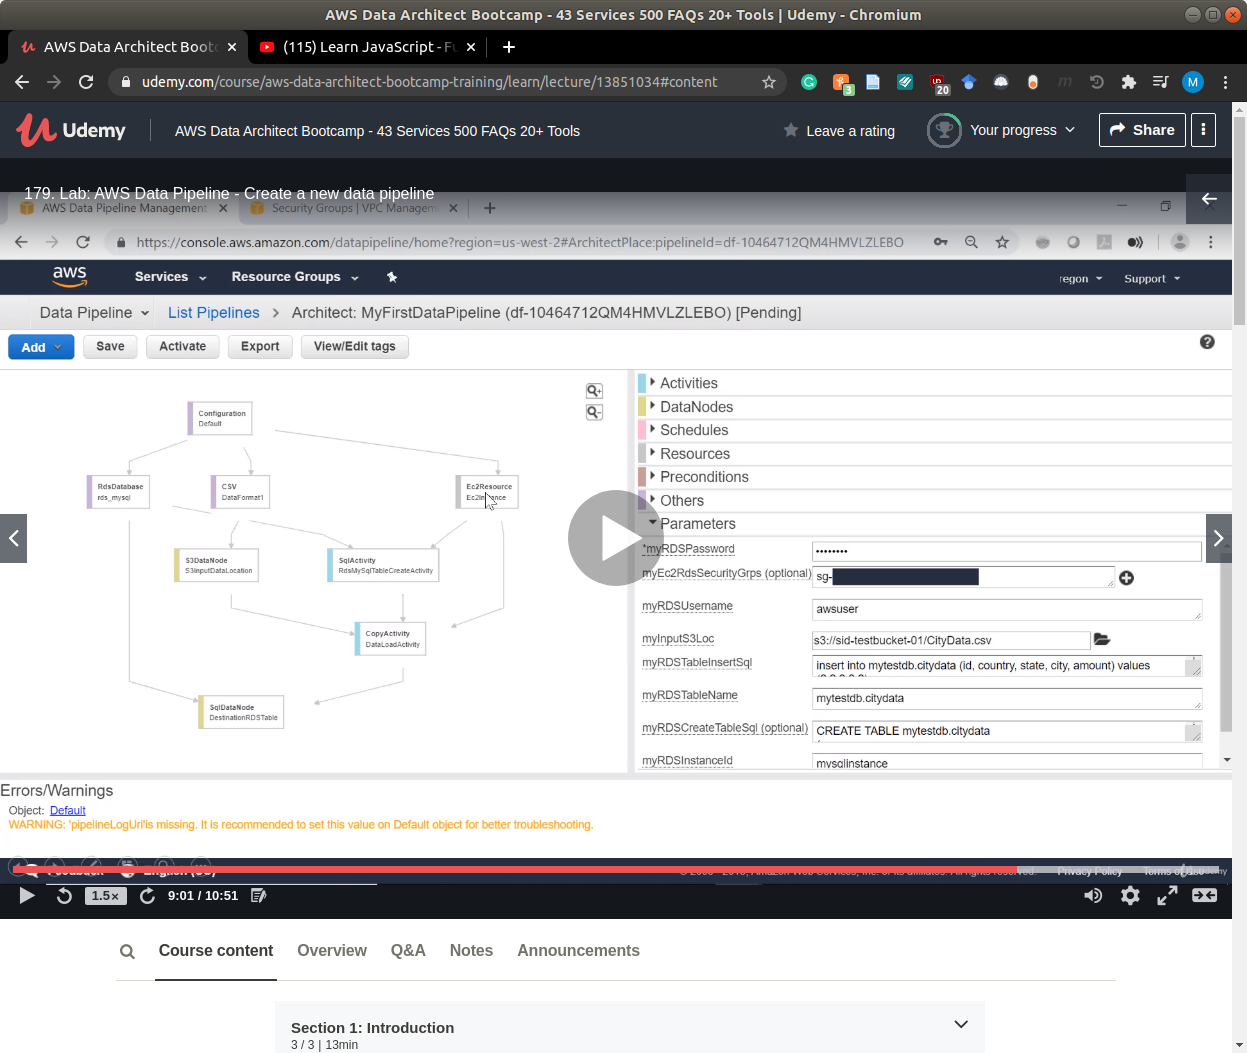 AWS Data Architect Bootcamp - 43 Services 500 FAQs 20+ Tools | Udemy - Chromium
AWS Data Architect Bootc
(115) Learn JavaScript - Fu
udemy.com/course/aws-data-architect-bootcamp-training/learn/lecture/13851034#content
3
20
M
Udemy
AWS Data Architect Bootcamp - 43 Services 500 FAQs 20+ Tools
Leave a rating
Your progress
Share
179. Lab: AWS Data Pipeline - Create a new data pipeline
AWS Data Pipeline Management
Security Groups | VPC Managem
https://console.aws.amazon.com/datapipeline/home?region=us-west-2#ArchitectPlace:pipelineId=df-10464712QM4HMVLZLEBO
aws
Services
Resource Groups
regon
Support
Data Pipeline
List Pipelines
Architect: MyFirstDataPipeline (df-10464712QM4HMVLZLEBO) [Pending]
Add
Save
Activate
Export
View/Edit tags
Configuration
Default
RdsDatabase
rds_mysql
CSV
DataFormat1
Ec2Resource
Ec2Instance
S3DataNode
S3InputDataLocation
SqlActivity
RdsMySqlTableCreateActivity
CopyActivity
DataLoadActivity
SqlDataNode
DestinationRDSTable
Activities
DataNodes
Schedules
Resources
Preconditions
Others
Parameters
*myRDSPassword
••••••••
myEc2RdsSecurityGrps (optional)
sg-
myRDSUsername
awsuser
myInputS3Loc
s3://sid-testbucket-01/CityData.csv
myRDSTableInsertSql
insert into mytestdb.citydata (id, country, state, city, amount) values
myRDSTableName
mytestdb.citydata
myRDSCreateTableSql (optional)
CREATE TABLE mytestdb.citydata
myRDSInstanceId
mysqlinstance
Errors/Warnings
Object: Default
WARNING: 'pipelineLogUri'is missing. It is recommended to set this value on Default object for better troubleshooting.
Feedback
English (US)
Privacy Policy
Terms of Use
1.5×
9:01 / 10:51
Course content
Overview
Q&A
Notes
Announcements
Section 1: Introduction
3 / 3 | 13min